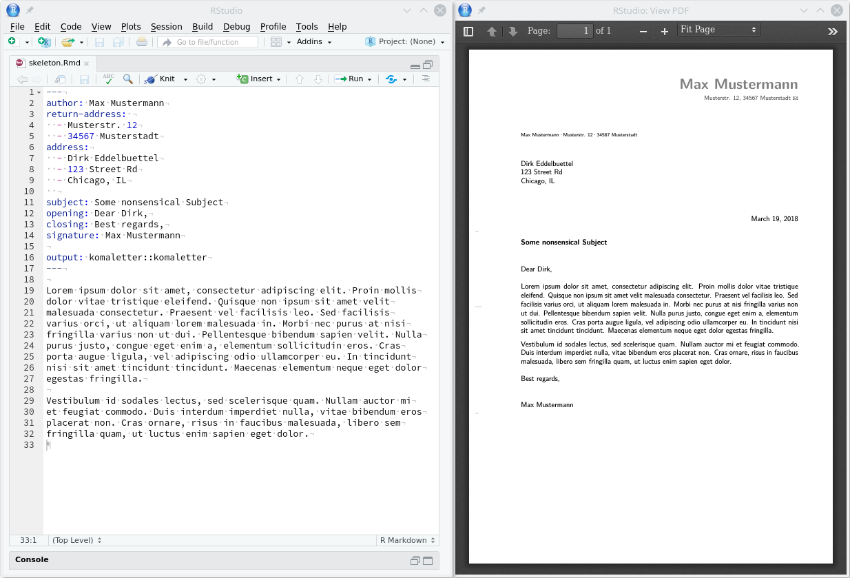 RStudio
File Edit Code View Plots Session Build Debug Profile Tools Help
Go to file/function Addins Project: (None)
skeleton.Rmd
ABC Knit Insert Run
1 ---
2 author: Max Mustermann
3 return-address:
4 - Musterstr. 12
5 - 34567 Musterstadt
6 address:
7 - Dirk Eddelbuettel
8 - 123 Street Rd
9 - Chicago, IL
10
11 subject: Some nonsensical Subject
12 opening: Dear Dirk,
13 closing: Best regards,
14 signature: Max Mustermann
15
16 output: komaletter::komaletter
17 ---
18
19 Lorem ipsum dolor sit amet, consectetur adipiscing elit. Proin mollis
20 dolor vitae tristique eleifend. Quisque non ipsum sit amet velit
21 malesuada consectetur. Praesent vel facilisis leo. Sed facilisis
22 varius orci, ut aliquam lorem malesuada in. Morbi nec purus at nisi
23 fringilla varius non ut dui. Pellentesque bibendum sapien velit. Nulla
24 purus justo, congue eget enim a, elementum sollicitudin eros. Cras
25 porta augue ligula, vel adipiscing odio ullamcorper eu. In tincidunt
26 nisi sit amet tincidunt tincidunt. Maecenas elementum neque eget dolor
27 egestas fringilla.
28
29 Vestibulum id sodales lectus, sed scelerisque quam. Nullam auctor mi
30 et feugiat commodo. Duis interdum imperdiet nulla, vitae bibendum eros
31 placerat non. Cras ornare, risus in faucibus malesuada, libero sem
32 fringilla quam, ut luctus enim sapien eget dolor.
33
33:1 (Top Level) R Markdown
Console
RStudio: View PDF
Page: 1 of 1 Fit Page
Max Mustermann
Musterstr. 12, 34567 Musterstadt
Max Mustermann · Musterstr. 12 · 34567 Musterstadt
Dirk Eddelbuettel
123 Street Rd
Chicago, IL
March 19, 2018
Some nonsensical Subject
Dear Dirk,
Lorem ipsum dolor sit amet, consectetur adipiscing elit. Proin mollis dolor vitae tristique
eleifend. Quisque non ipsum sit amet velit malesuada consectetur. Praesent vel facilisis leo. Sed
facilisis varius orci, ut aliquam lorem malesuada in. Morbi nec purus at nisi fringilla varius non
ut dui. Pellentesque bibendum sapien velit. Nulla purus justo, congue eget enim a, elementum
sollicitudin eros. Cras porta augue ligula, vel adipiscing odio ullamcorper eu. In tincidunt nisi
sit amet tincidunt tincidunt. Maecenas elementum neque eget dolor egestas fringilla.
Vestibulum id sodales lectus, sed scelerisque quam. Nullam auctor mi et feugiat commodo.
Duis interdum imperdiet nulla, vitae bibendum eros placerat non. Cras ornare, risus in faucibus
malesuada, libero sem fringilla quam, ut luctus enim sapien eget dolor.
Best regards,
Max Mustermann